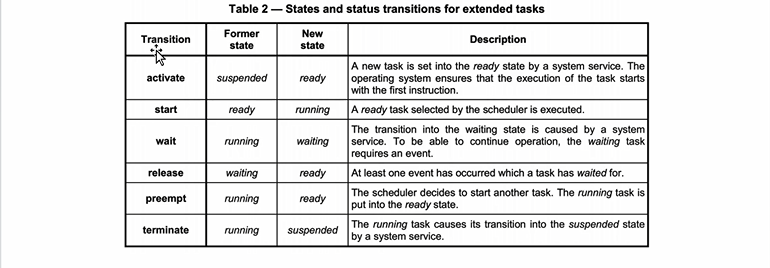 Table 2 — States and status transitions for extended tasks
Transition Former state New state Description
activate suspended ready A new task is set into the ready state by a system service. The
operating system ensures that the execution of the task starts
with the first instruction.
start ready running A ready task selected by the scheduler is executed.
wait running waiting The transition into the waiting state is caused by a system
service. To be able to continue operation, the waiting task
requires an event.
release waiting ready At least one event has occurred which a task has waited for.
preempt running ready The scheduler decides to start another task. The running task is
put into the ready state.
terminate running suspended The running task causes its transition into the suspended state
by a system service.